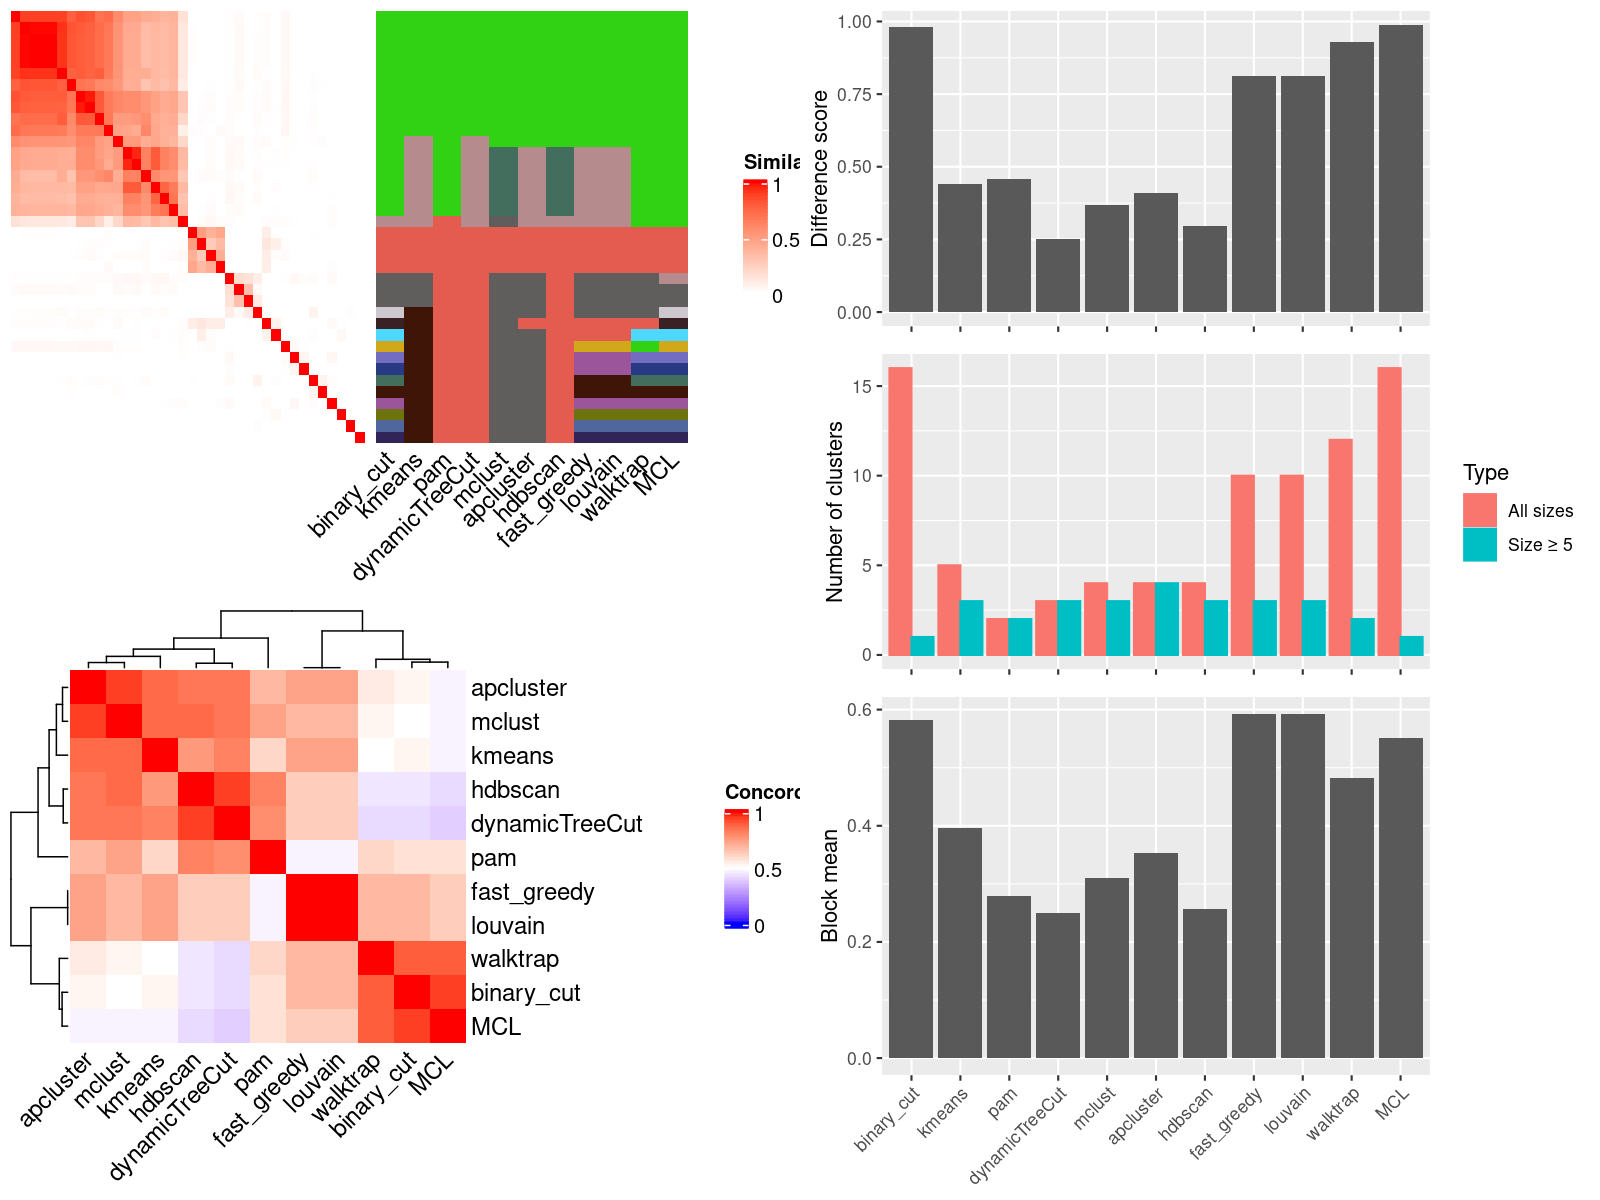 Simila
1
0.5
0
binary_cut
kmeans
pam
dynamicTreeCut
mclust
apcluster
hdbscan
fast_greedy
louvain
walktrap
MCL
apcluster
mclust
kmeans
hdbscan
dynamicTreeCut
pam
fast_greedy
louvain
walktrap
binary_cut
MCL
apcluster
mclust
kmeans
hdbscan
dynamicTreeCut
pam
fast_greedy
louvain
walktrap
binary_cut
MCL
Concord
1
0.5
0
Difference score
1.00
0.75
0.50
0.25
0.00
Number of clusters
15
10
5
0
Type
All sizes
Size ≥ 5
Block mean
0.6
0.4
0.2
0.0
binary_cut
kmeans
pam
dynamicTreeCut
mclust
apcluster
hdbscan
fast_greedy
louvain
walktrap
MCL